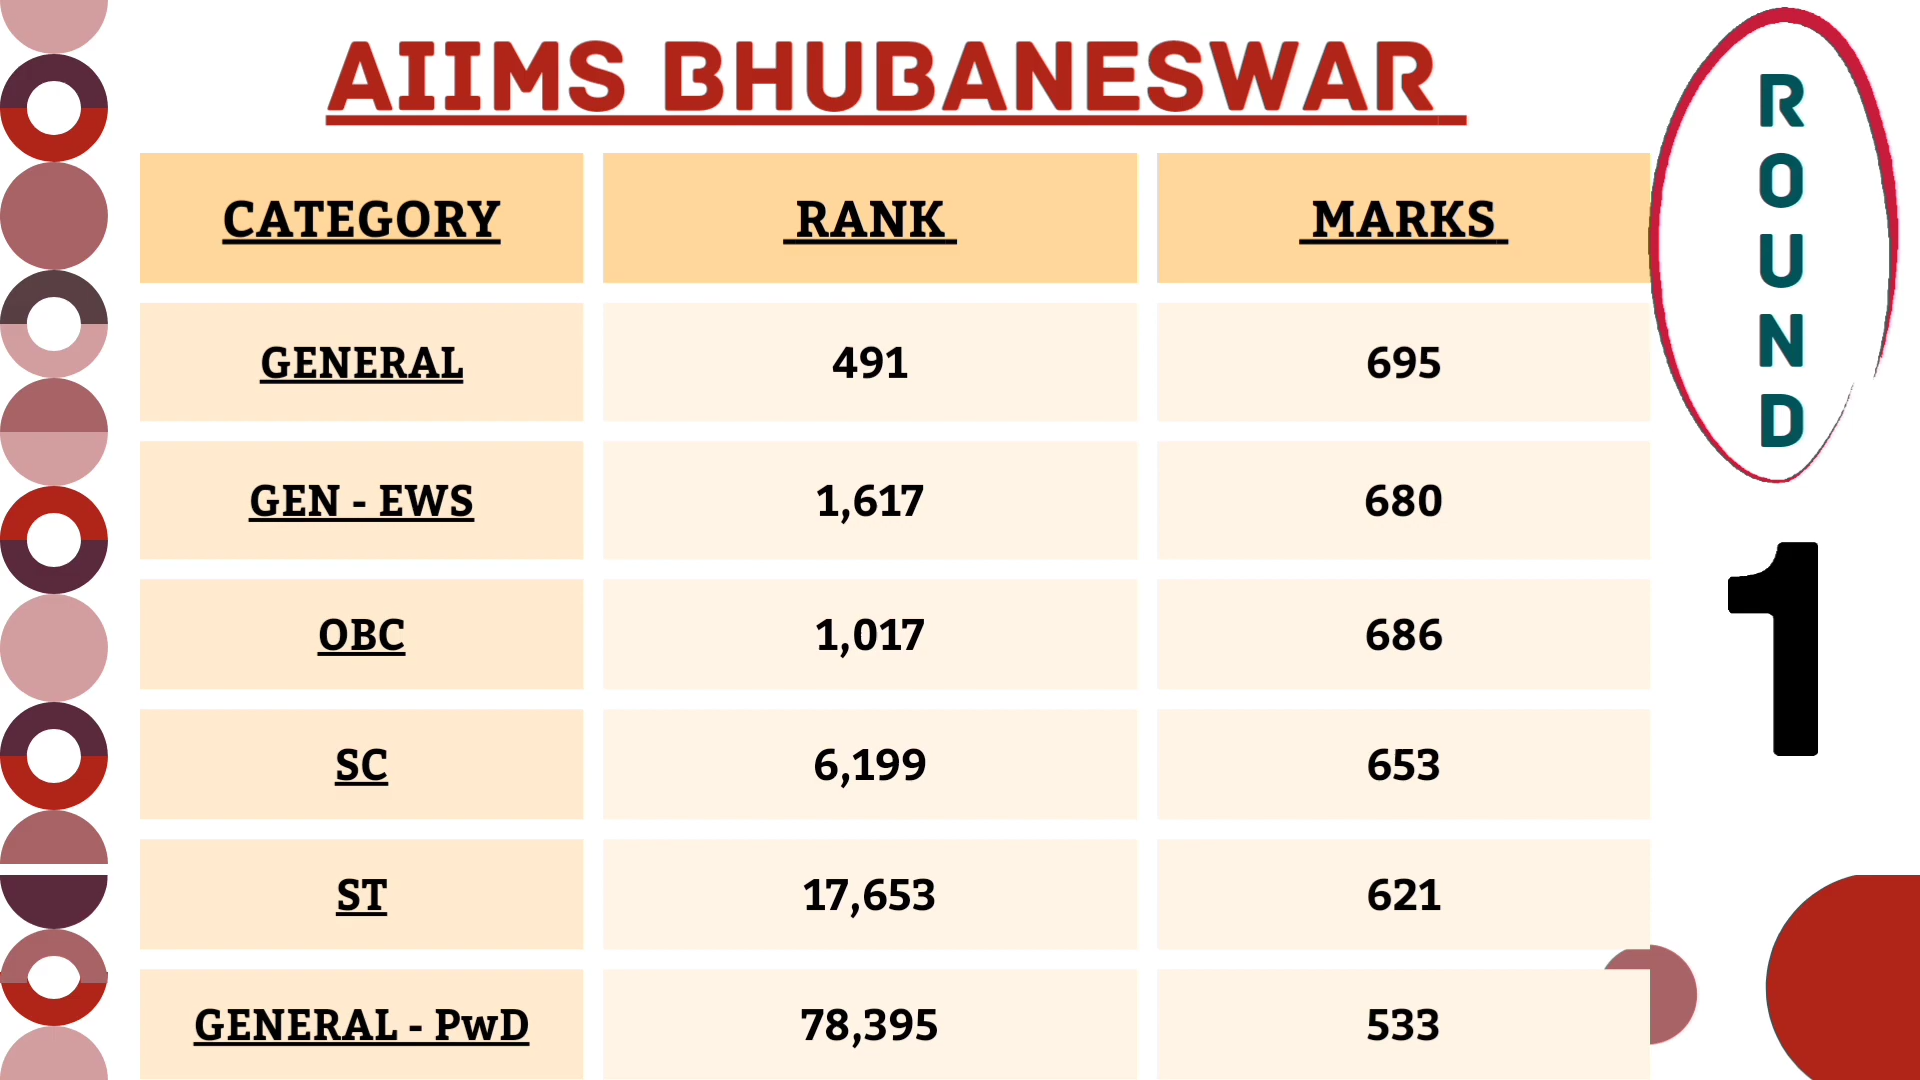 AIIMS BHUBANESWAR
CATEGORY RANK MARKS
GENERAL 491 695
GEN - EWS 1,617 680
OBC 1,017 686
SC 6,199 653
ST 17,653 621
GENERAL - PwD 78,395 533
ROUND
1